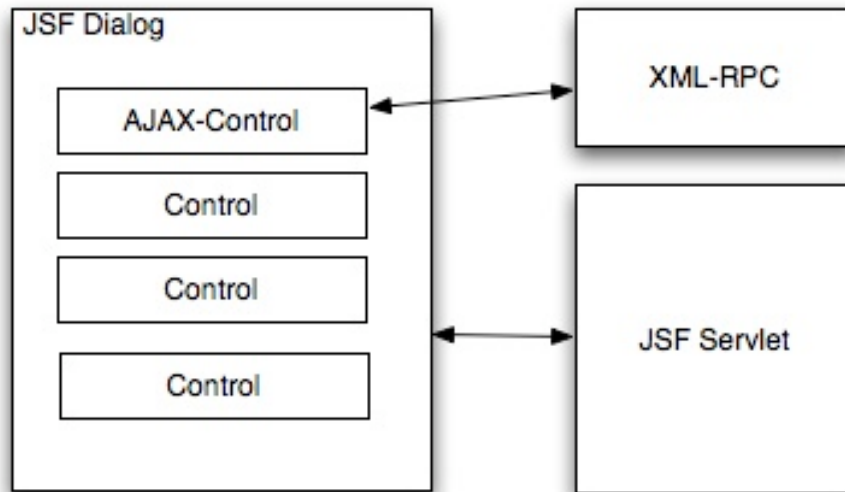 JSF Dialog
AJAX-Control
Control
Control
Control
XML-RPC
JSF Servlet